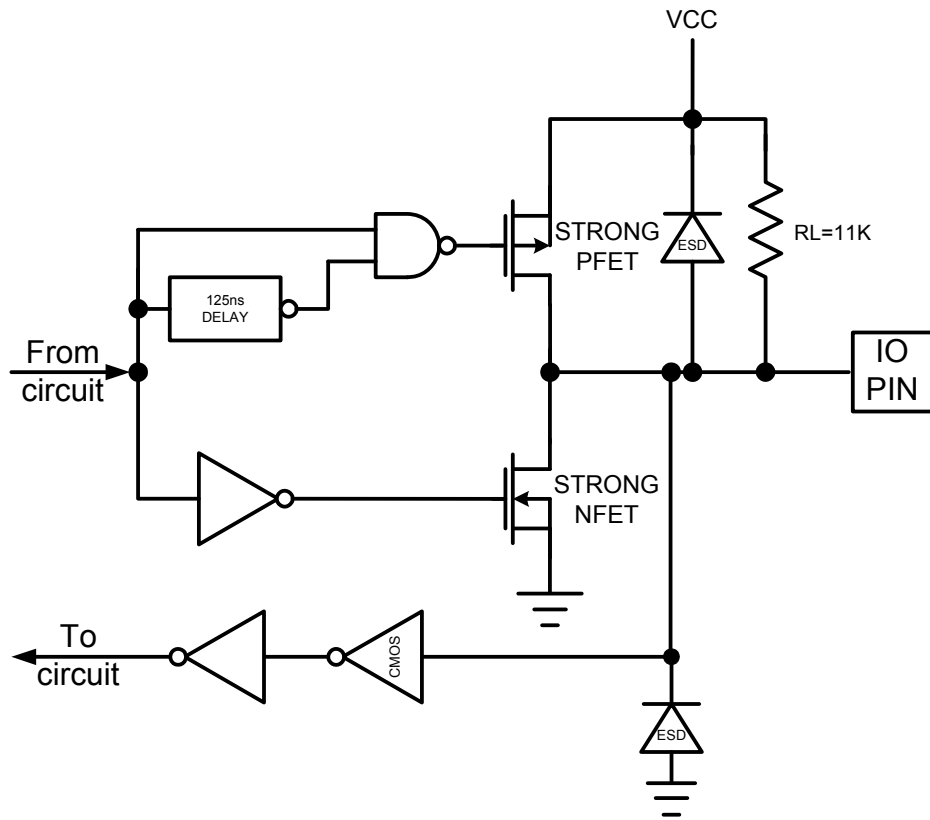 VCC
STRONG
PFET
ESD
RL=11K
125ns
DELAY
From
circuit
IO
PIN
STRONG
NFET
To
circuit
CMOS
ESD